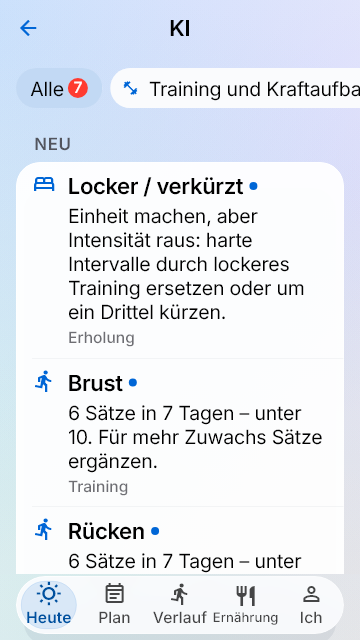 KI
Alle 7
Training und Kraftaufba
NEU
Locker / verkürzt
Einheit machen, aber
Intensität raus: harte
Intervalle durch lockeres
Training ersetzen oder um
ein Drittel kürzen.
Erholung
Brust
6 Sätze in 7 Tagen – unter
10. Für mehr Zuwachs Sätze
ergänzen.
Training
Rücken
6 Sätze in 7 Tagen – unter
Heute
Plan
Verlauf
Ernährung
Ich